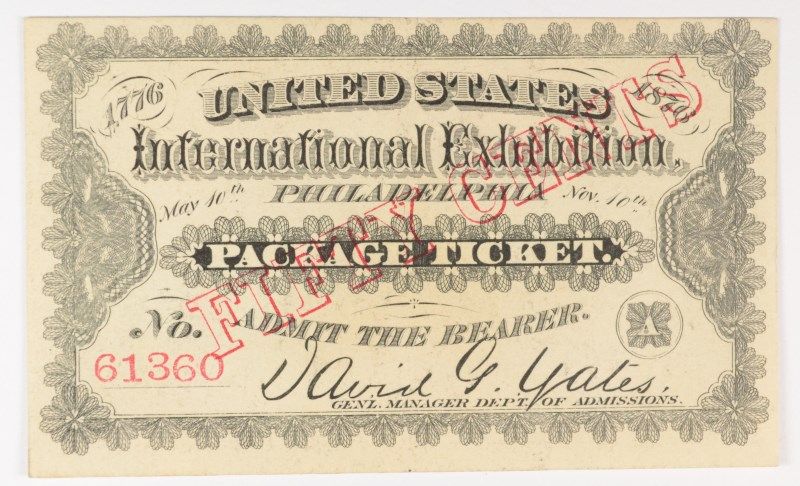 1776
UNITED STATES
1876
International Exhibition,
May 10th
PHILADELPHIA
Nov. 10th
PACKAGE TICKET.
FIFTY CENTS
ADMIT THE BEARER.
No.
61360
A
David G. Yates,
GENL. MANAGER DEPT. OF ADMISSIONS.